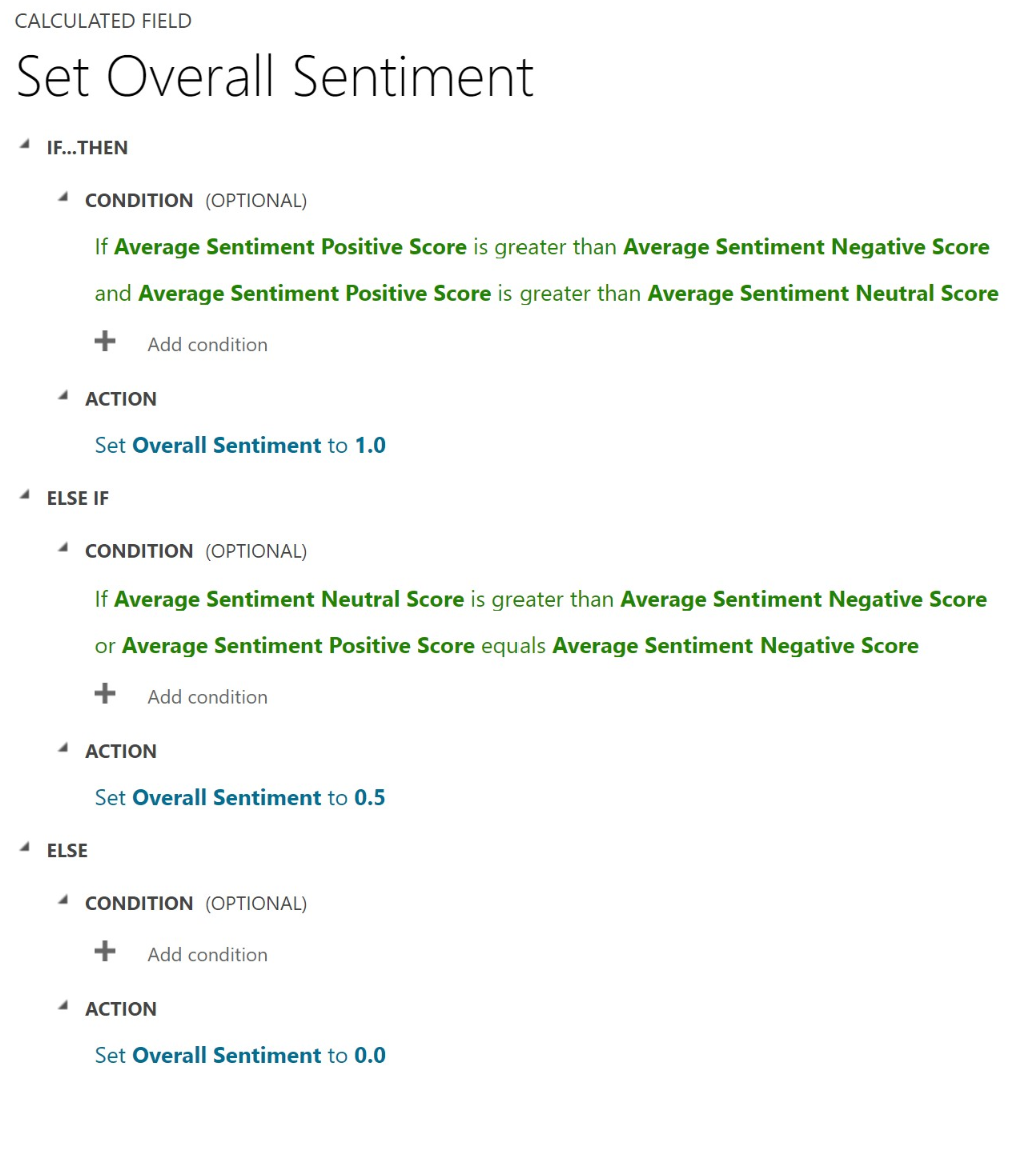 CALCULATED FIELD
Set Overall Sentiment
IF...THEN
CONDITION (OPTIONAL)
If Average Sentiment Positive Score is greater than Average Sentiment Negative Score
and Average Sentiment Positive Score is greater than Average Sentiment Neutral Score
Add condition
ACTION
Set Overall Sentiment to 1.0
ELSE IF
CONDITION (OPTIONAL)
If Average Sentiment Neutral Score is greater than Average Sentiment Negative Score
or Average Sentiment Positive Score equals Average Sentiment Negative Score
Add condition
ACTION
Set Overall Sentiment to 0.5
ELSE
CONDITION (OPTIONAL)
Add condition
ACTION
Set Overall Sentiment to 0.0